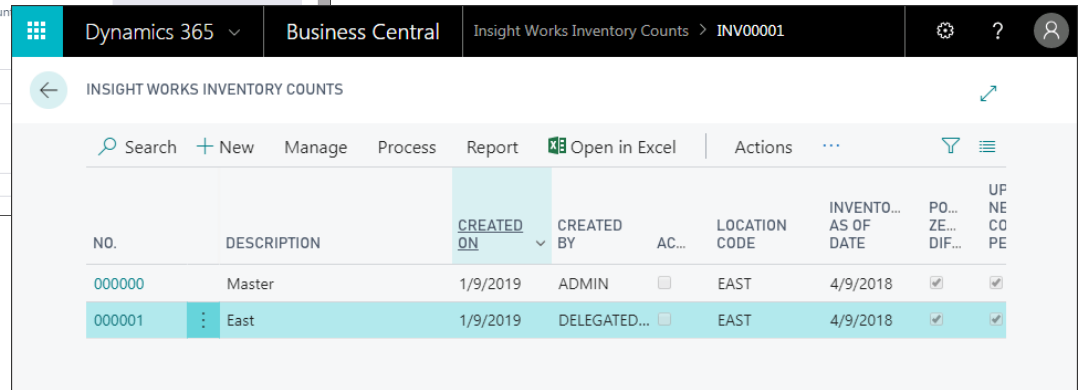 Dynamics 365 Business Central Insight Works Inventory Counts > INV00001 ?
INSIGHT WORKS INVENTORY COUNTS
Search + New Manage Process Report Open in Excel Actions ...
NO. DESCRIPTION CREATED ON CREATED BY AC... LOCATION CODE INVENTO... AS OF DATE PO... ZE... DIF... UP NE CO PE
000000 Master 1/9/2019 ADMIN EAST 4/9/2018
000001 East 1/9/2019 DELEGATED... EAST 4/9/2018